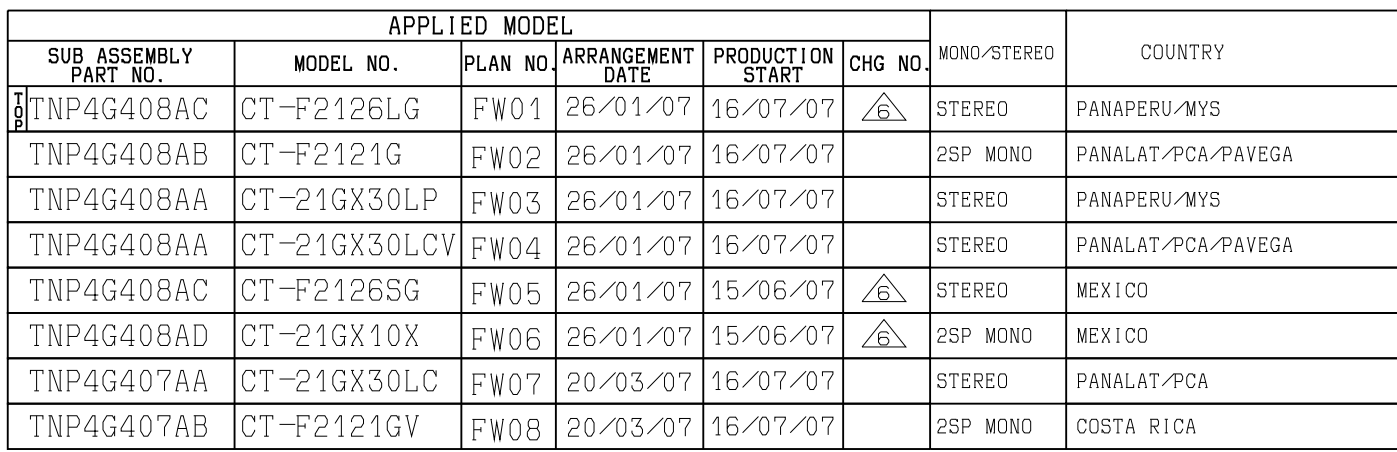 APPLIED MODEL
SUB ASSEMBLY PART NO. MODEL NO. PLAN NO. ARRANGEMENT DATE PRODUCTION START CHG NO. MONO/STEREO COUNTRY
TOP TNP4G408AC CT-F2126LG FW01 26/01/07 16/07/07 6 STEREO PANAPERU/MYS
TNP4G408AB CT-F2121G FW02 26/01/07 16/07/07 2SP MONO PANALAT/PCA/PAVEGA
TNP4G408AA CT-21GX30LP FW03 26/01/07 16/07/07 STEREO PANAPERU/MYS
TNP4G408AA CT-21GX30LCV FW04 26/01/07 16/07/07 STEREO PANALAT/PCA/PAVEGA
TNP4G408AC CT-F2126SG FW05 26/01/07 15/06/07 6 STEREO MEXICO
TNP4G408AD CT-21GX10X FW06 26/01/07 15/06/07 6 2SP MONO MEXICO
TNP4G407AA CT-21GX30LC FW07 20/03/07 16/07/07 STEREO PANALAT/PCA
TNP4G407AB CT-F2121GV FW08 20/03/07 16/07/07 2SP MONO COSTA RICA